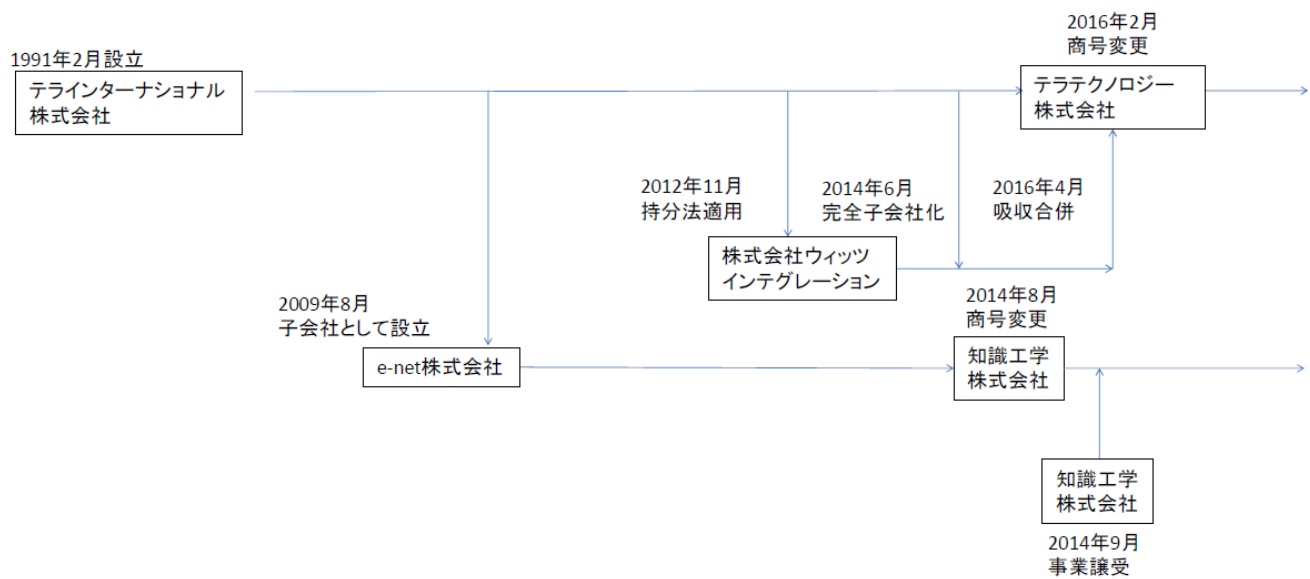 1991年2月設立
テラインターナショナル
株式会社
2016年2月
商号変更
テラテクノロジー
株式会社
2012年11月
持分法適用
2014年6月
完全子会社化
2016年4月
吸収合併
株式会社ウィッツ
インテグレーション
2009年8月
子会社として設立
e-net株式会社
2014年8月
商号変更
知識工学
株式会社
知識工学
株式会社
2014年9月
事業譲受